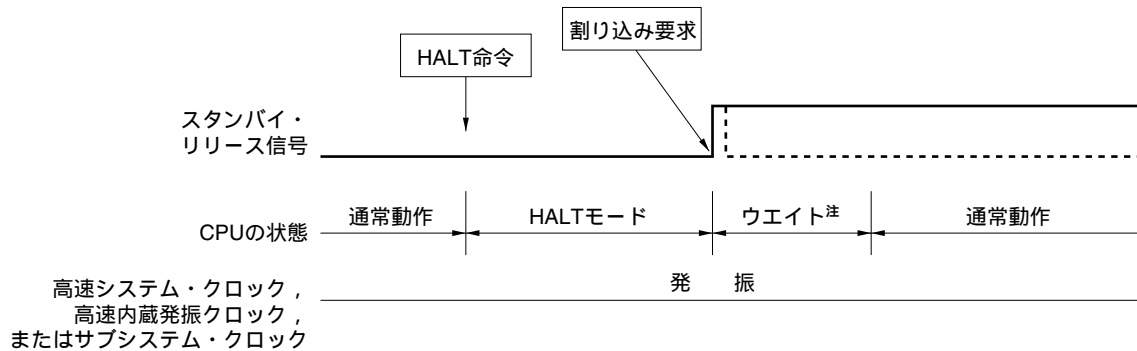 割り込み要求
HALT命令
スタンバイ・
リリース信号
通常動作
HALTモード
ウエイト注
通常動作
CPUの状態
発 振
高速システム・クロック ,
高速内蔵発振クロック ,
またはサブシステム・クロック